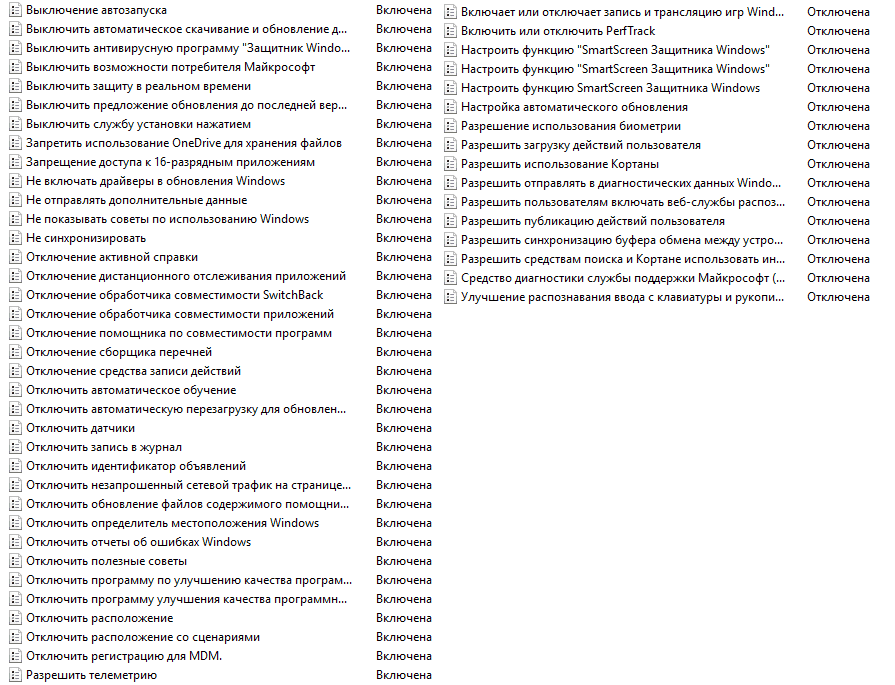 Выключение автозапуска Включена
Выключить автоматическое скачивание и обновление д... Включена
Выключить антивирусную программу "Защитник Windo... Включена
Выключить возможности потребителя Майкрософт Включена
Выключить защиту в реальном времени Включена
Выключить предложение обновления до последней вер... Включена
Выключить службу установки нажатием Включена
Запретить использование OneDrive для хранения файлов Включена
Запрещение доступа к 16-разрядным приложениям Включена
Не включать драйверы в обновления Windows Включена
Не отправлять дополнительные данные Включена
Не показывать советы по использованию Windows Включена
Не синхронизировать Включена
Отключение активной справки Включена
Отключение дистанционного отслеживания приложений Включена
Отключение обработчика совместимости SwitchBack Включена
Отключение обработчика совместимости приложений Включена
Отключение помощника по совместимости программ Включена
Отключение сборщика перечней Включена
Отключение средства записи действий Включена
Отключить автоматическое обучение Включена
Отключить автоматическую перезагрузку для обновлен... Включена
Отключить датчики Включена
Отключить запись в журнал Включена
Отключить идентификатор объявлений Включена
Отключить незапрошенный сетевой трафик на странице... Включена
Отключить обновление файлов содержимого помощни... Включена
Отключить определитель местоположения Windows Включена
Отключить отчеты об ошибках Windows Включена
Отключить полезные советы Включена
Отключить программу по улучшению качества програм... Включена
Отключить программу улучшения качества программн... Включена
Отключить расположение Включена
Отключить расположение со сценариями Включена
Отключить регистрацию для MDM. Включена
Разрешить телеметрию Включена
Включает или отключает запись и трансляцию игр Wind... Отключена
Включить или отключить PerfTrack Отключена
Настроить функцию "SmartScreen Защитника Windows" Отключена
Настроить функцию "SmartScreen Защитника Windows" Отключена
Настроить функцию SmartScreen Защитника Windows Отключена
Настройка автоматического обновления Отключена
Разрешение использования биометрии Отключена
Разрешить загрузку действий пользователя Отключена
Разрешить использование Кортаны Отключена
Разрешить отправлять в диагностических данных Windo... Отключена
Разрешить пользователям включать веб-службы распоз... Отключена
Разрешить публикацию действий пользователя Отключена
Разрешить синхронизацию буфера обмена между устро... Отключена
Разрешить средствам поиска и Кортане использовать ин... Отключена
Средство диагностики службы поддержки Майкрософт (... Отключена
Улучшение распознавания ввода с клавиатуры и рукопи... Отключена